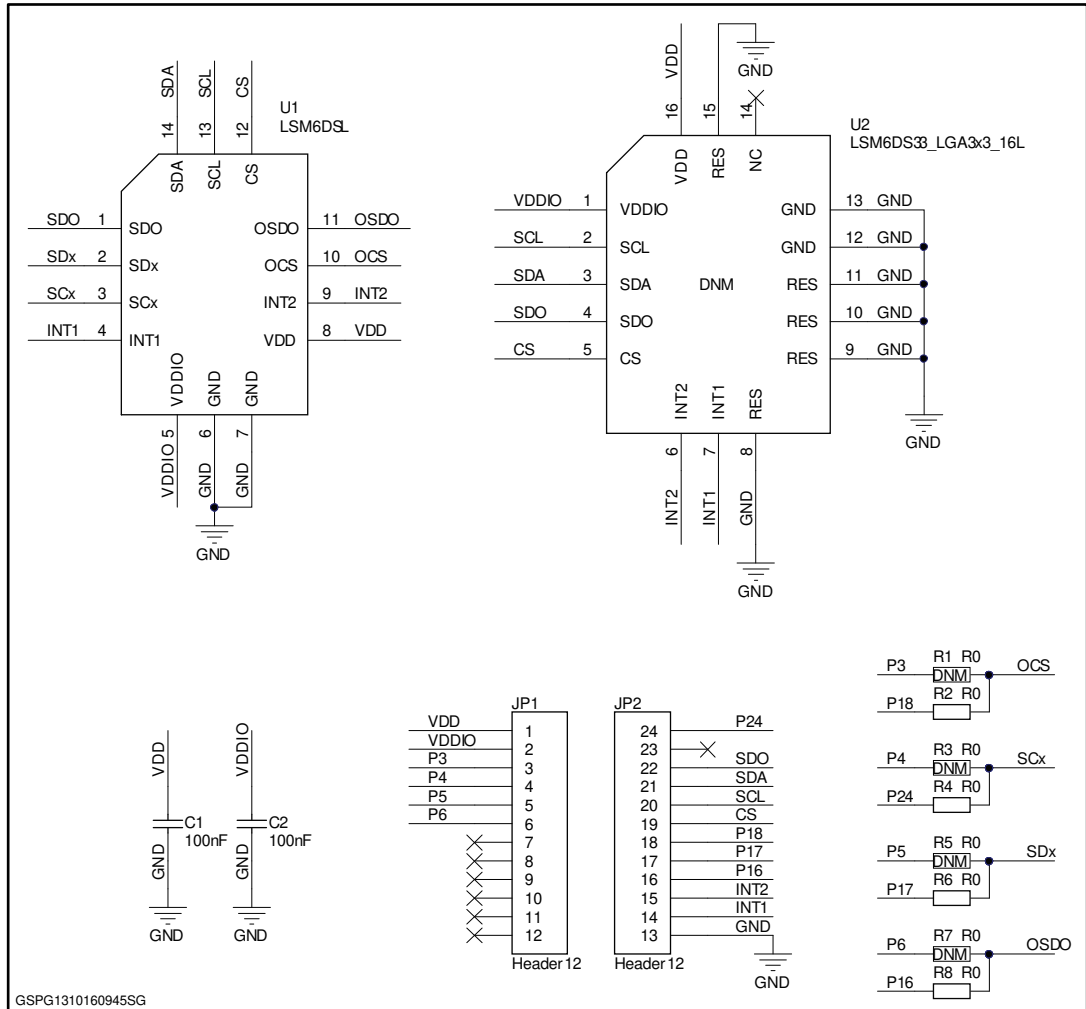 SDA
SCL
CS
14
13
12
U1
LSM6DSL
SDA
SCL
CS
SDO 1 SDO
SDx 2 SDx
SCx 3 SCx
INT1 4 INT1
OSDO 11 OSDO
OCS 10 OCS
INT2 9 INT2
VDD 8 VDD
VDDIO
GND
GND
5
6
7
VDDIO
GND
GND
GND
VDD
GND
16
15
14
U2
LSM6DS33_LGA3x3_16L
VDD
RES
NC
VDDIO 1 VDDIO
SCL 2 SCL
SDA 3 SDA
SDO 4 SDO
CS 5 CS
DNM
GND 13 GND
GND 12 GND
RES 11 GND
RES 10 GND
RES 9 GND
GND
INT2
INT1
RES
6
7
8
INT2
INT1
GND
GND
VDD
C1
100nF
GND
GND
VDDIO
C2
100nF
GND
GND
JP1
VDD 1
VDDIO 2
P3 3
P4 4
P5 5
P6 6
7
8
9
10
11
12
Header 12
JP2
24 P24
23
22 SDO
21 SDA
20 SCL
19 CS
18 P18
17 P17
16 P16
15 INT2
14 INT1
13 GND
Header 12
GND
R1 R0
P3 DNM OCS
R2 R0
P18
R3 R0
P4 DNM SCx
R4 R0
P24
R5 R0
P5 DNM SDx
R6 R0
P17
R7 R0
P6 DNM OSDO
R8 R0
P16
GSPG1310160945SG